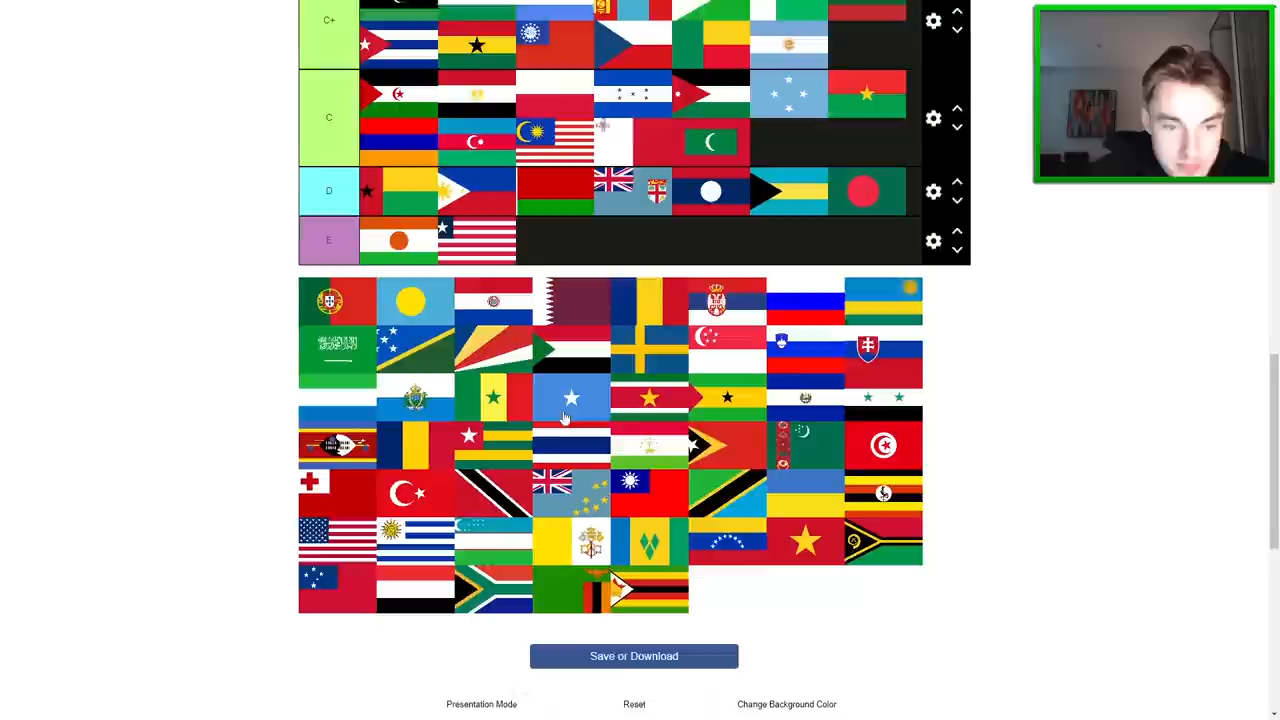 C+
C
D
E
Save or Download
Presentation Mode
Reset
Change Background Color